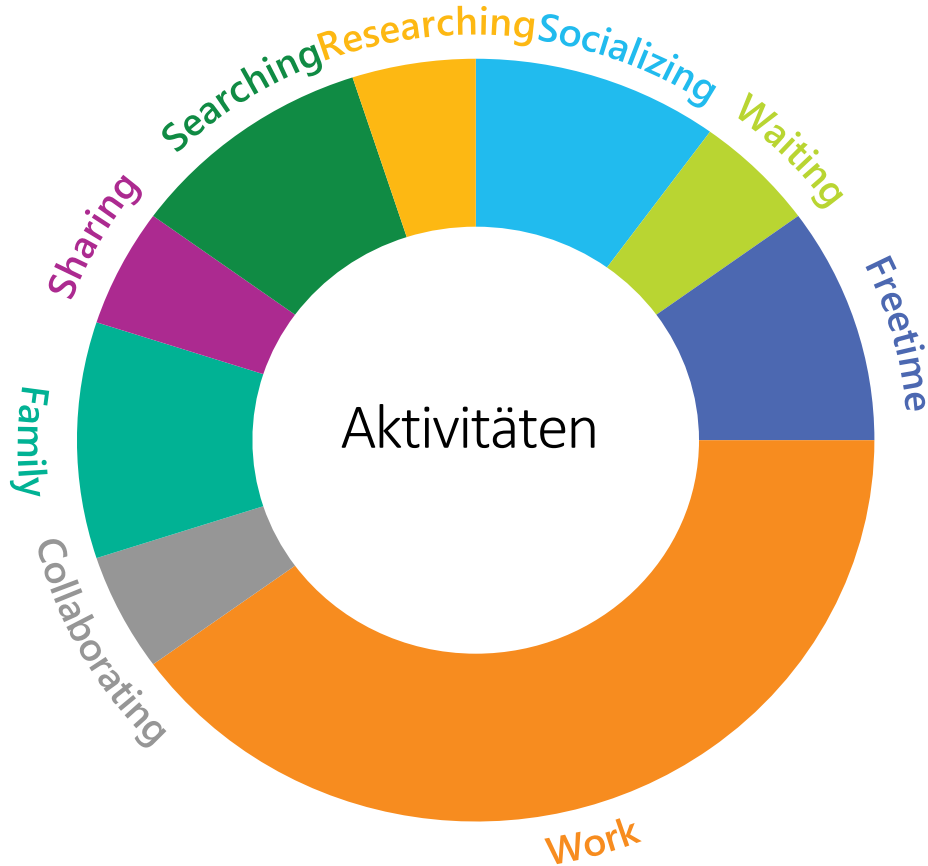 Aktivitäten
Socializing
Waiting
Freetime
Work
Collaborating
Family
Sharing
Searching
Researching